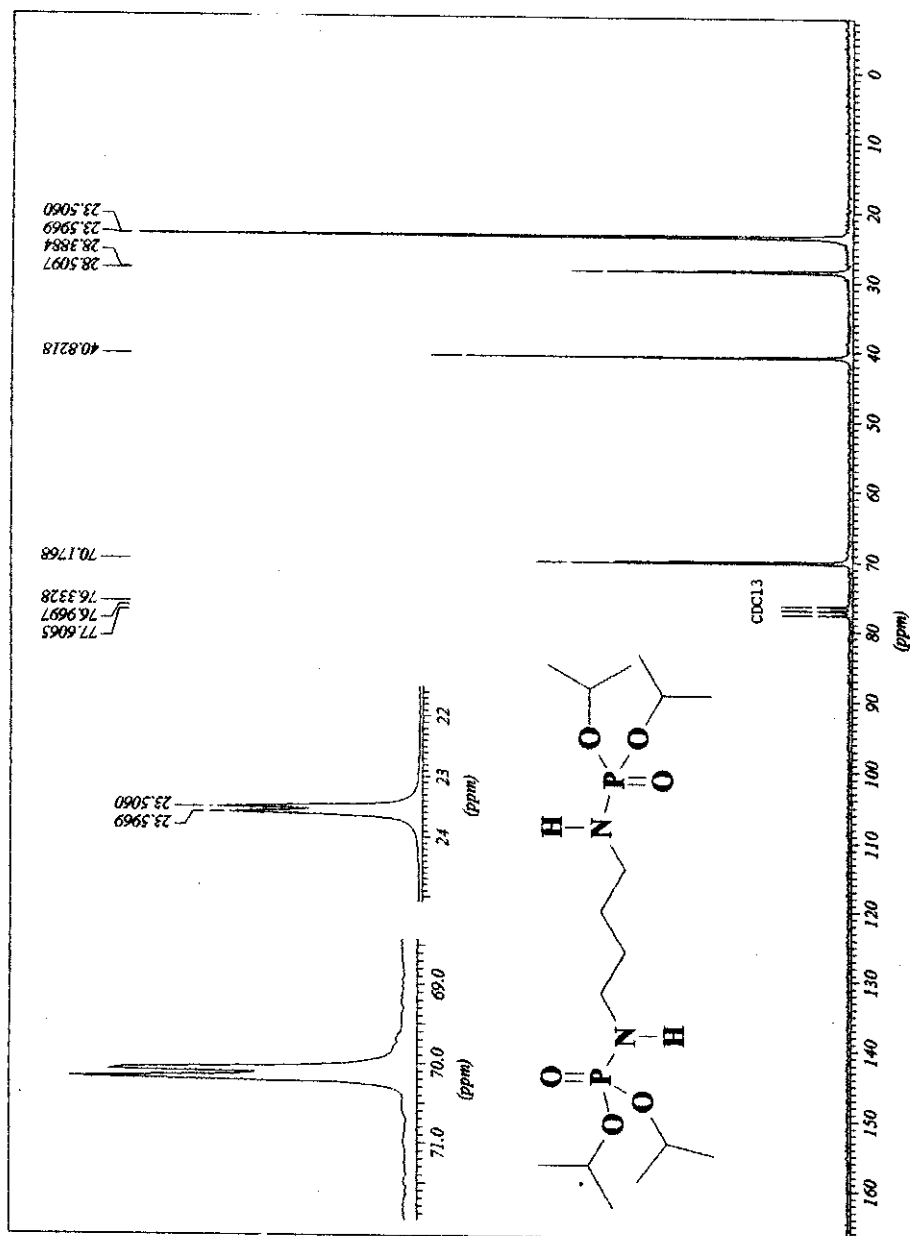 77.6065
76.9697
76.3328
70.1768
40.8218
28.5097
28.3884
23.5969
23.5060
23.5969
23.5060
71.0 70.0 69.0
(ppm)
24 23 22
(ppm)
CDCl3
O
O
P
O
N
H
H
N
P
O
O
O
160 150 140 130 120 110 100 90 80 70 60 50 40 30 20 10 0
(ppm)